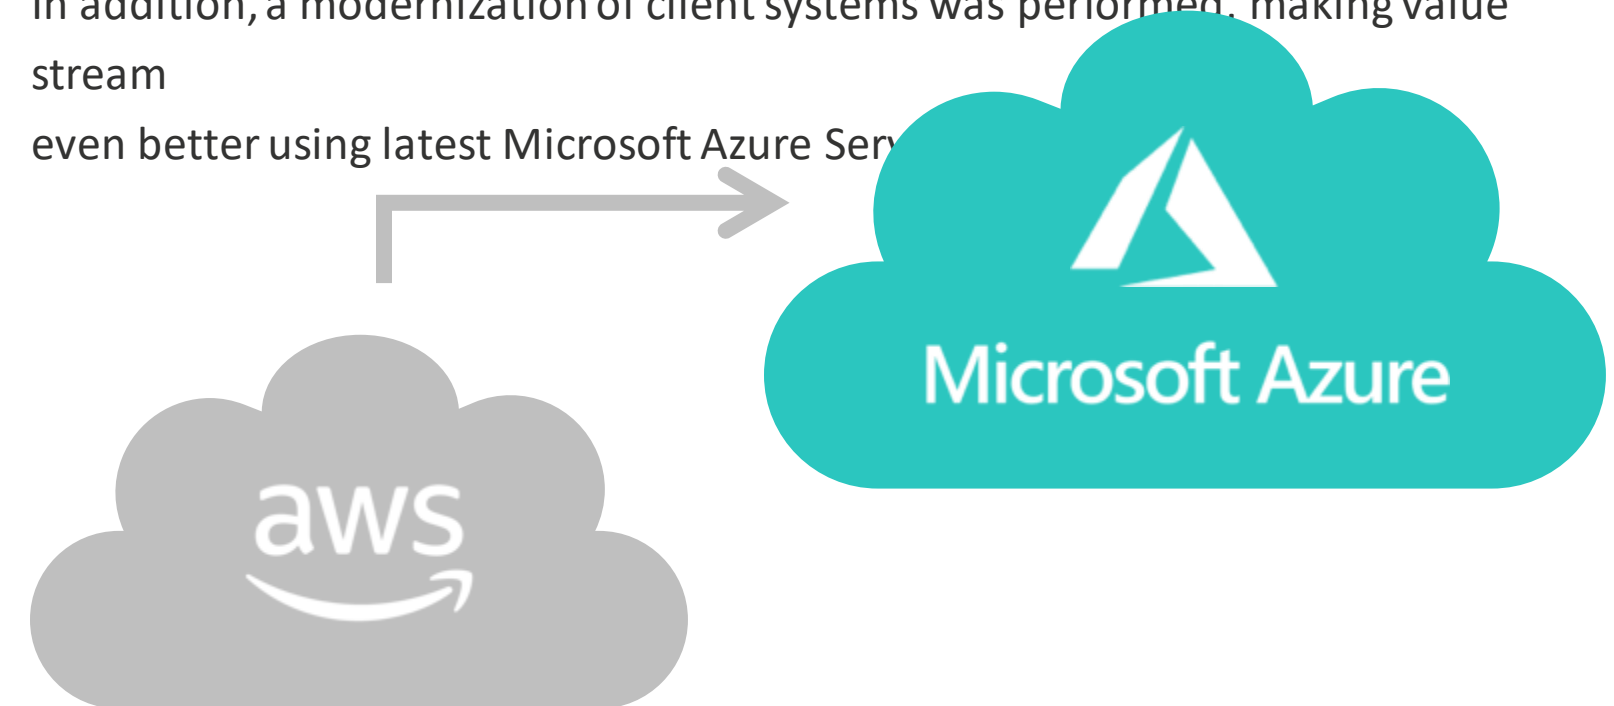 In addition, a modernization of client systems was performed, making value
stream
even better using latest Microsoft Azure
Microsoft Azure
aws